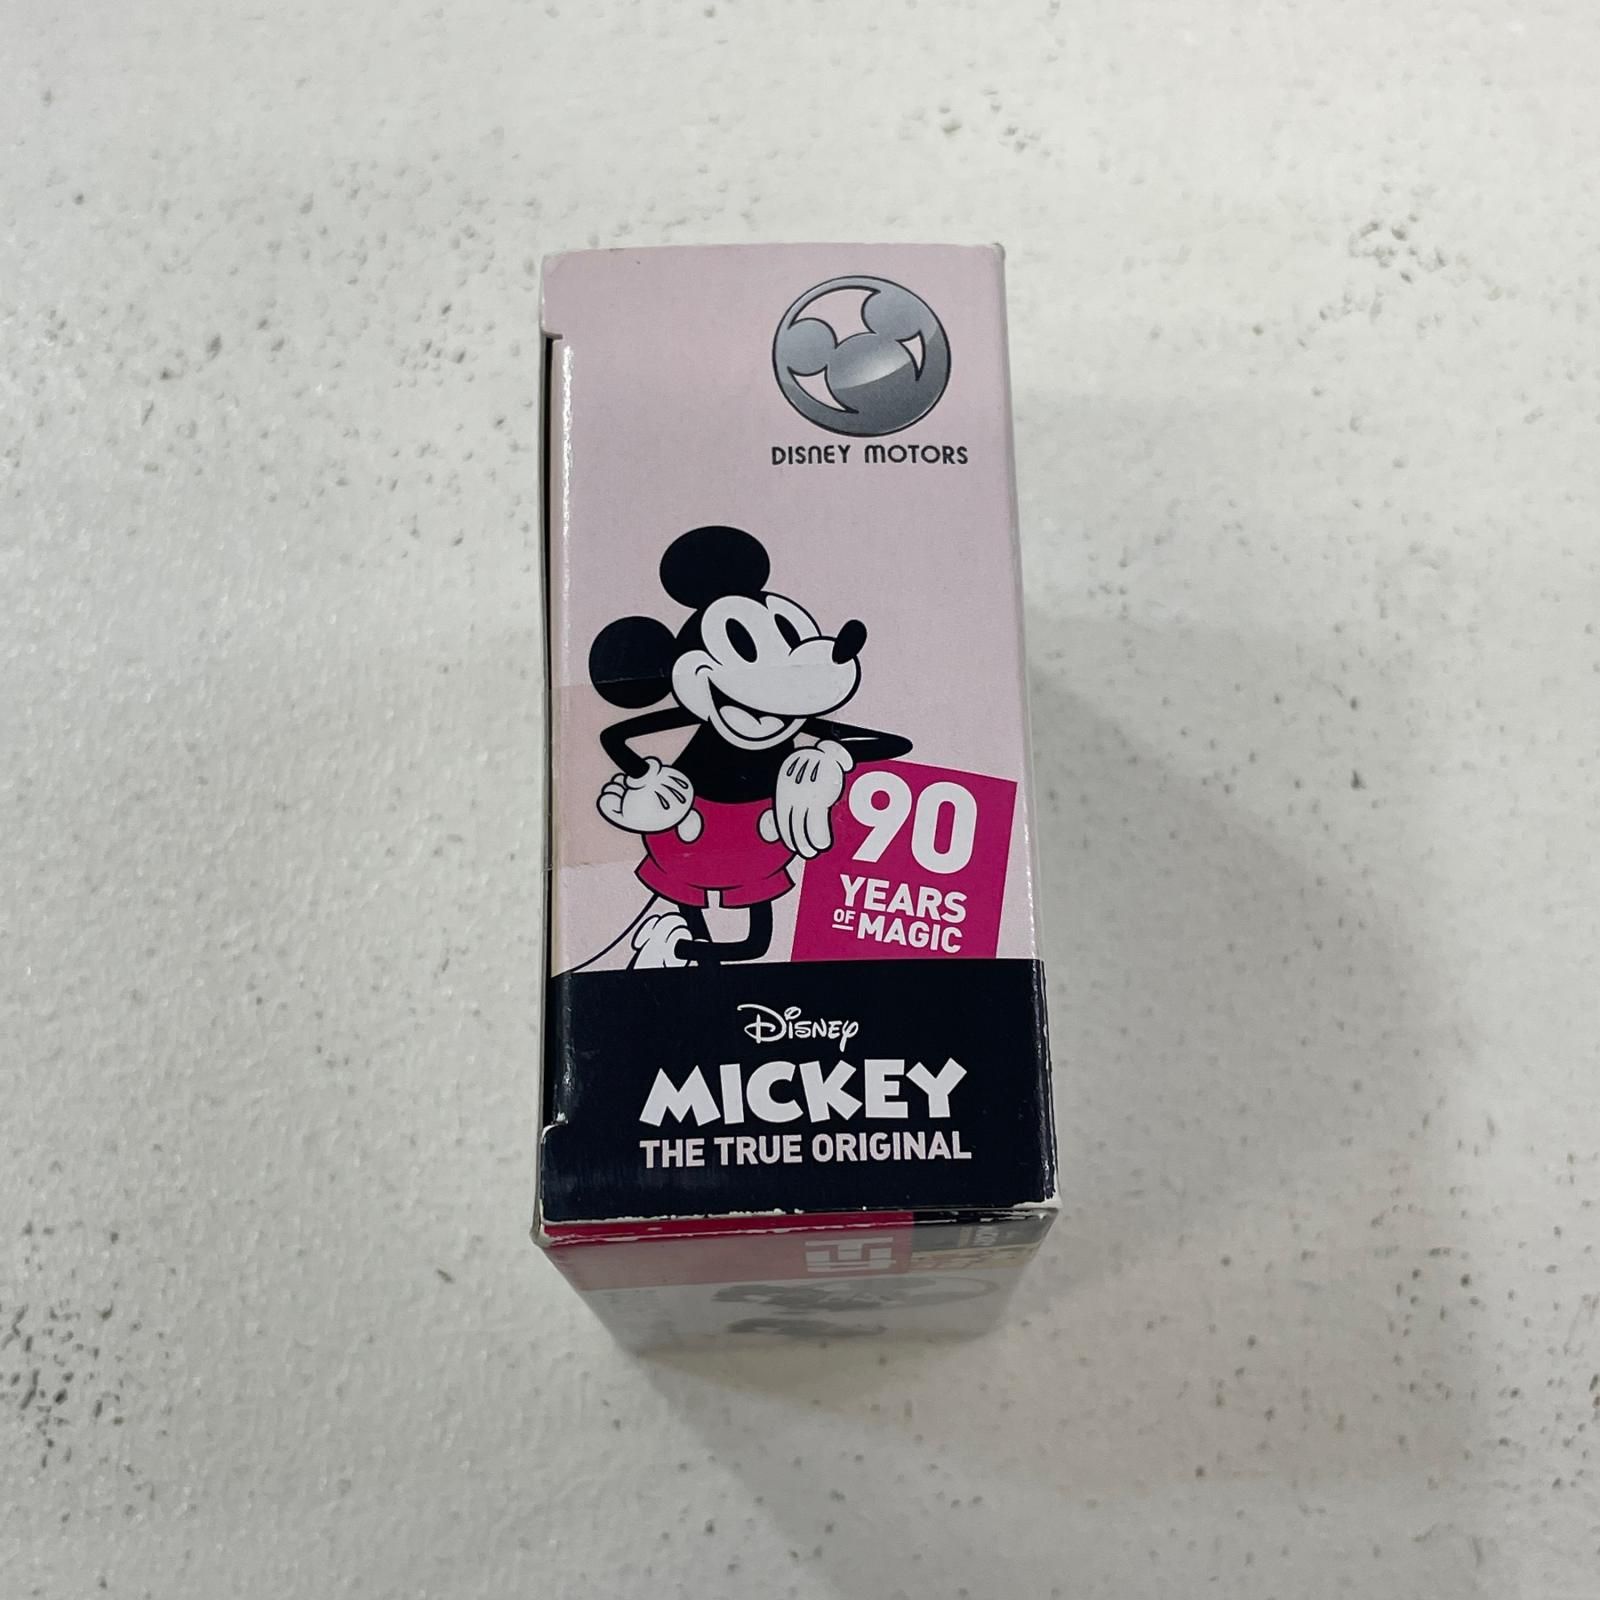 DISNEY MOTORS
90
YEARS
OF MAGIC
Disney
MICKEY
THE TRUE ORIGINAL